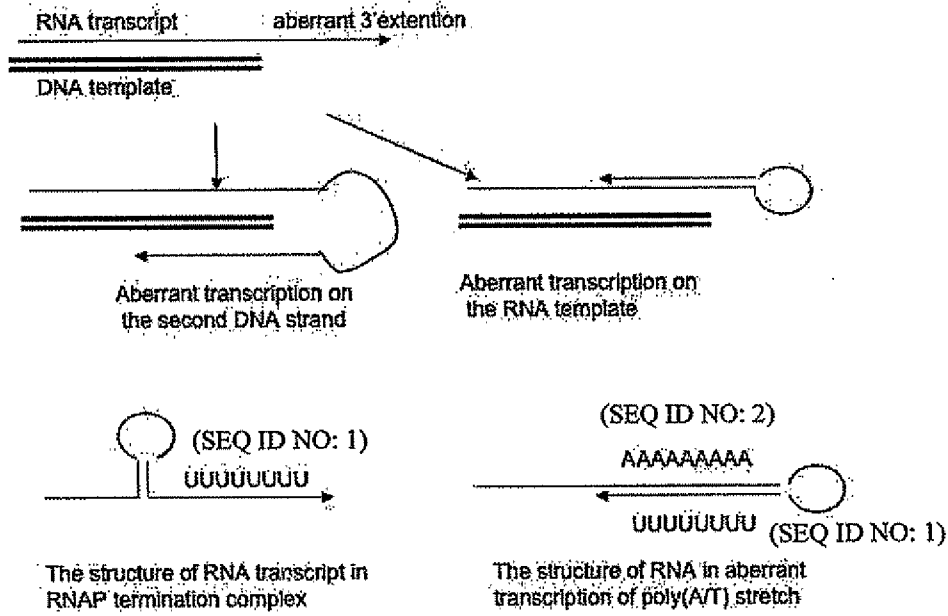 RNA transcript aberrant 3'extention
DNA template
Aberrant transcription on
the second DNA strand
Aberrant transcription on
the RNA template
(SEQ ID NO: 1)
UUUUUUUU
The structure of RNA transcript in
RNAP termination complex
(SEQ ID NO: 2)
AAAAAAAAA
UUUUUUUU (SEQ ID NO: 1)
The structure of RNA in aberrant
transcription of poly(A/T) stretch